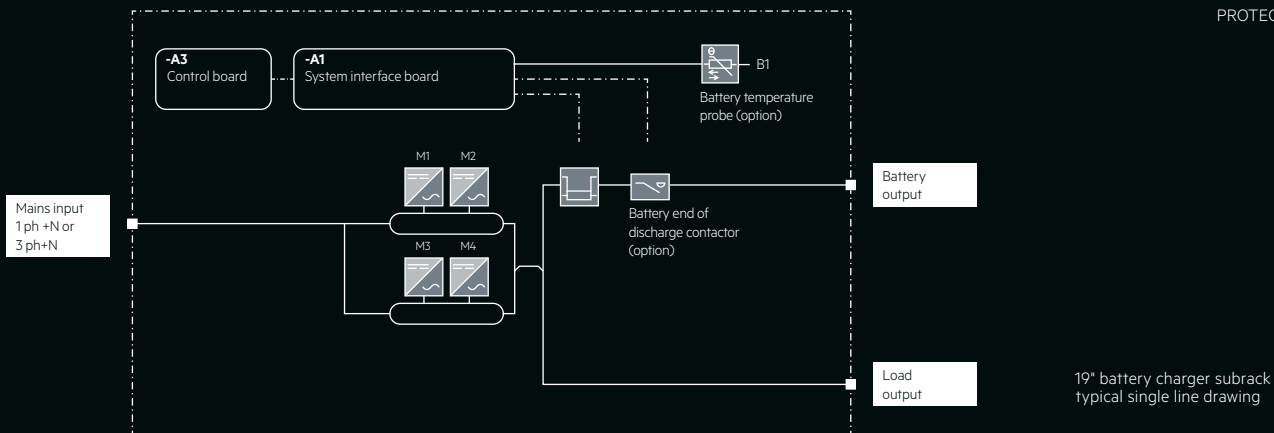 PROTEC
-A3
Control board
-A1
System interface board
B1
Battery temperature
probe (option)
M1
M2
Mains input
1 ph +N or
3 ph+N
Battery
output
Battery end of
discharge contactor
(option)
M3
M4
Load
output
19" battery charger subrack
typical single line drawing